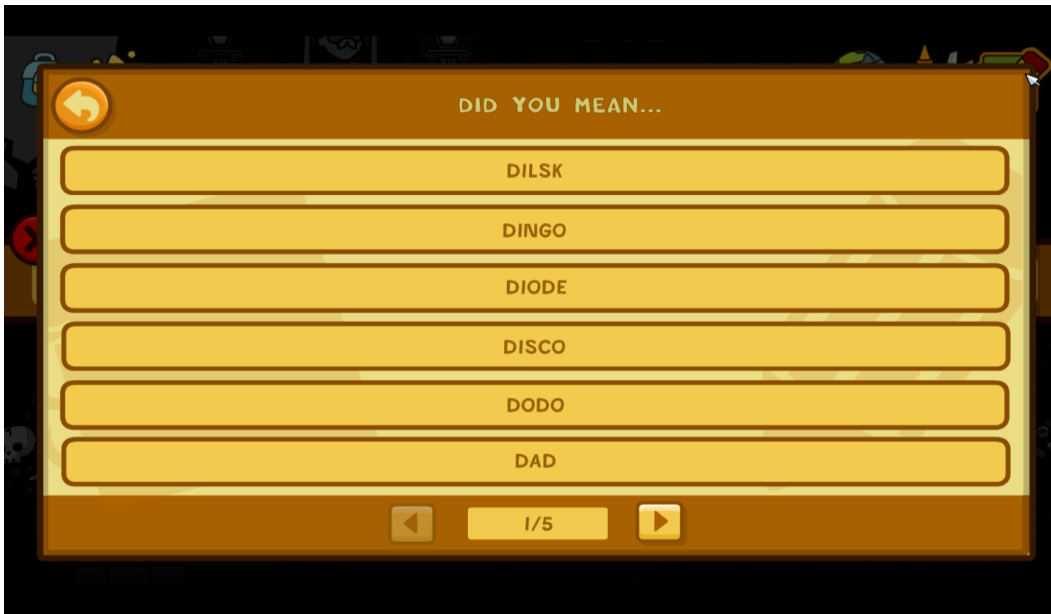 DID YOU MEAN...
DILSK
DINGO
DIODE
DISCO
DODO
DAD
1/5